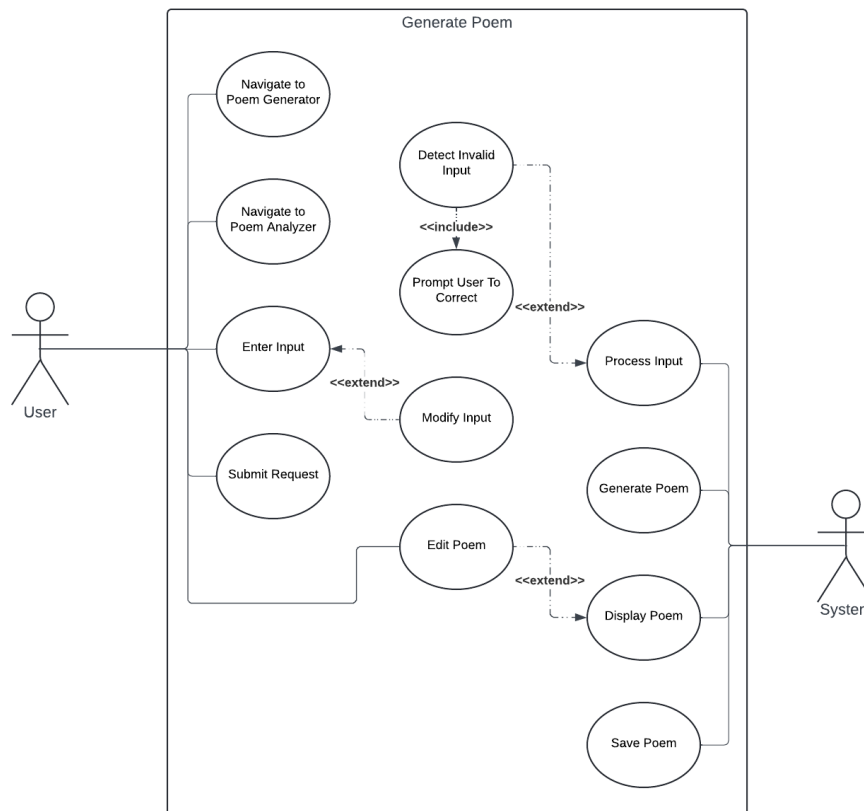 Generate Poem
Navigate to
Poem Generator
Detect Invalid
Input
Navigate to
Poem Analyzer
<<include>>
Prompt User To
Correct
<<extend>>
Enter Input
Process Input
<<extend>>
User
Modify Input
Submit Request
Generate Poem
Edit Poem
<<extend>>
Display Poem
System
Save Poem